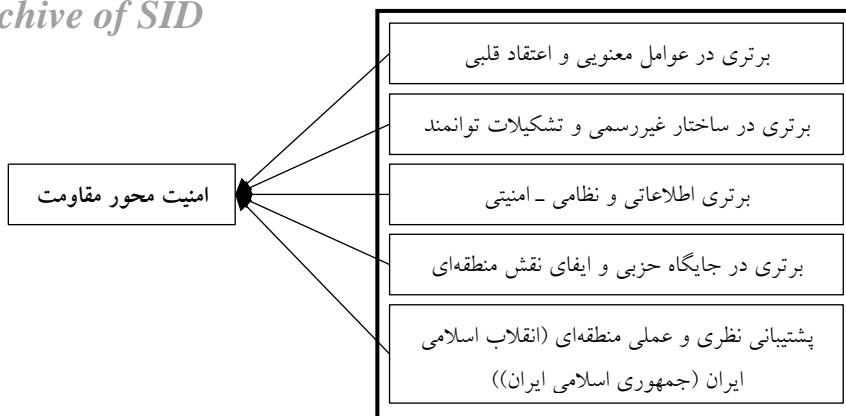 chive of SID
برتری در عوامل معنویی و اعتقاد قلبی
برتری در ساختار غیررسمی و تشکیلات توانمند
برتری اطلاعاتی و نظامی ـ امنیتی
امنیت محور مقاومت
برتری در جایگاه حزبی و ایفای نقش منطقه‌ای
پشتیبانی نظری و عملی منطقه‌ای (انقلاب اسلامی
ایران (جمهوری اسلامی ایران))